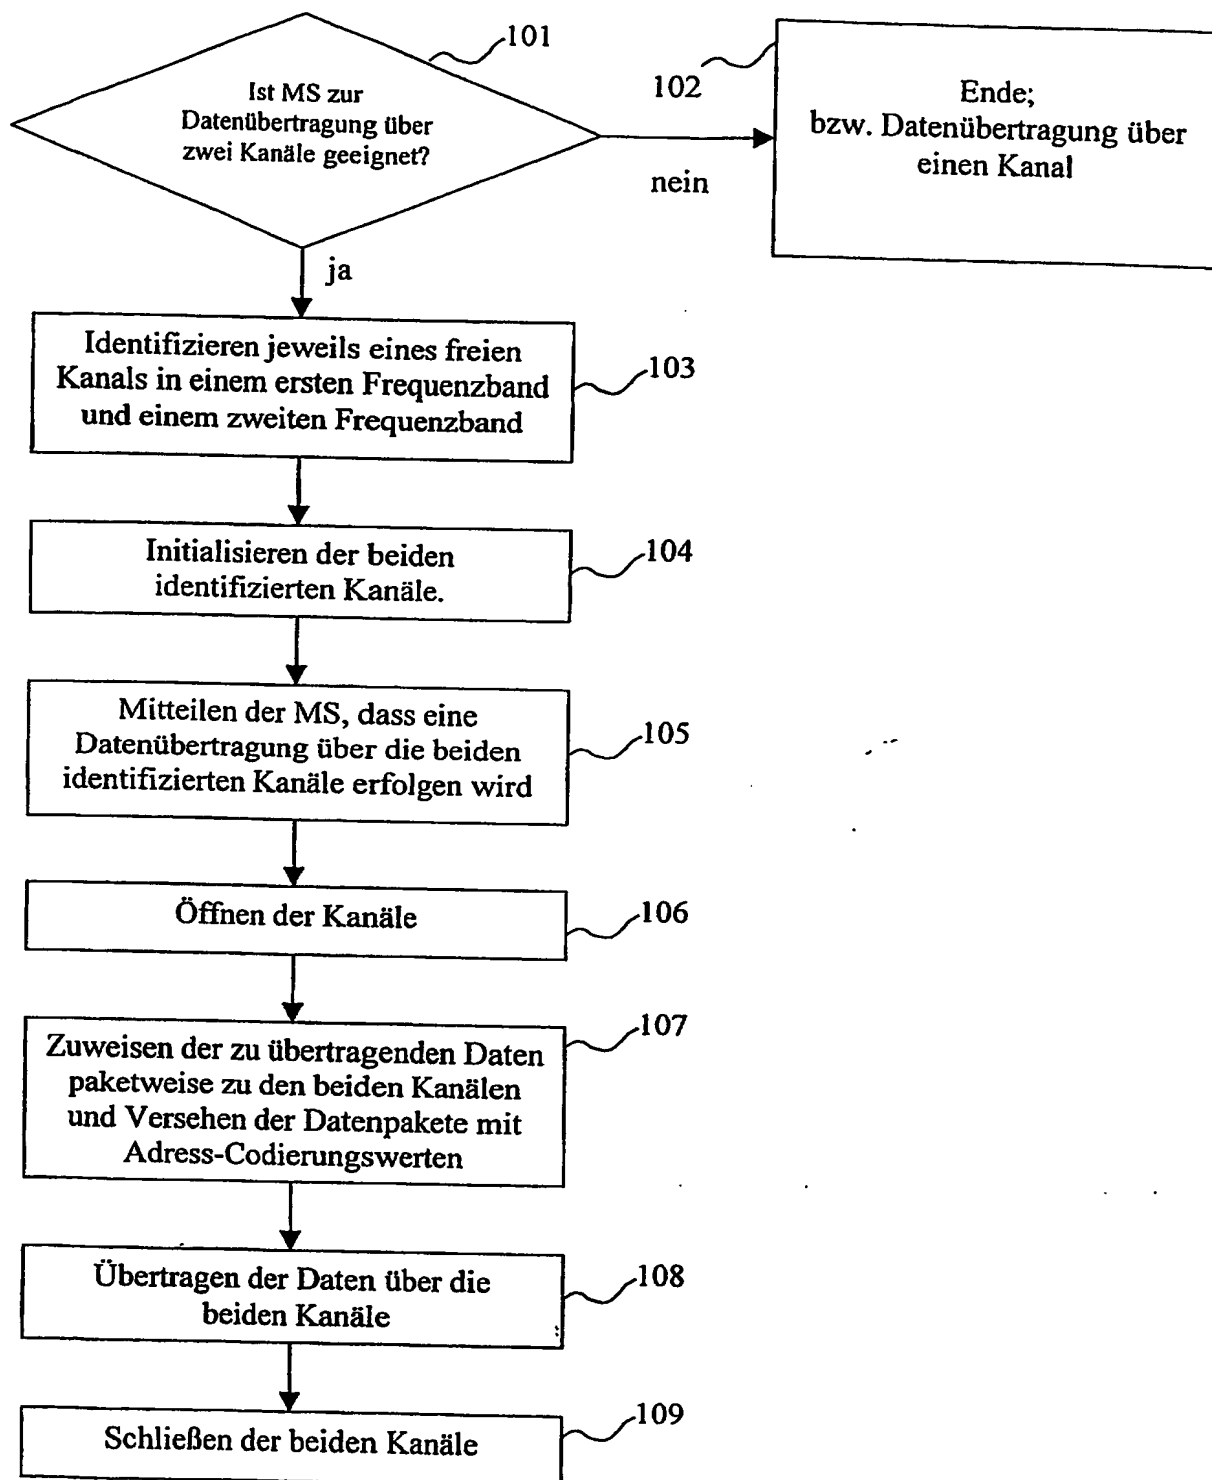 Ist MS zur
Datenübertragung über
zwei Kanäle geeignet?
101
nein
102
Ende;
bzw. Datenübertragung über
einen Kanal
ja
Identifizieren jeweils eines freien
Kanals in einem ersten Frequenzband
und einem zweiten Frequenzband
103
Initialisieren der beiden
identifizierten Kanäle.
104
Mitteilen der MS, dass eine
Datenübertragung über die beiden
identifizierten Kanäle erfolgen wird
105
Öffnen der Kanäle
106
Zuweisen der zu übertragenden Daten
paketweise zu den beiden Kanälen
und Versehen der Datenpakete mit
Adress-Codierungswerten
107
Übertragen der Daten über die
beiden Kanäle
108
Schließen der beiden Kanäle
109